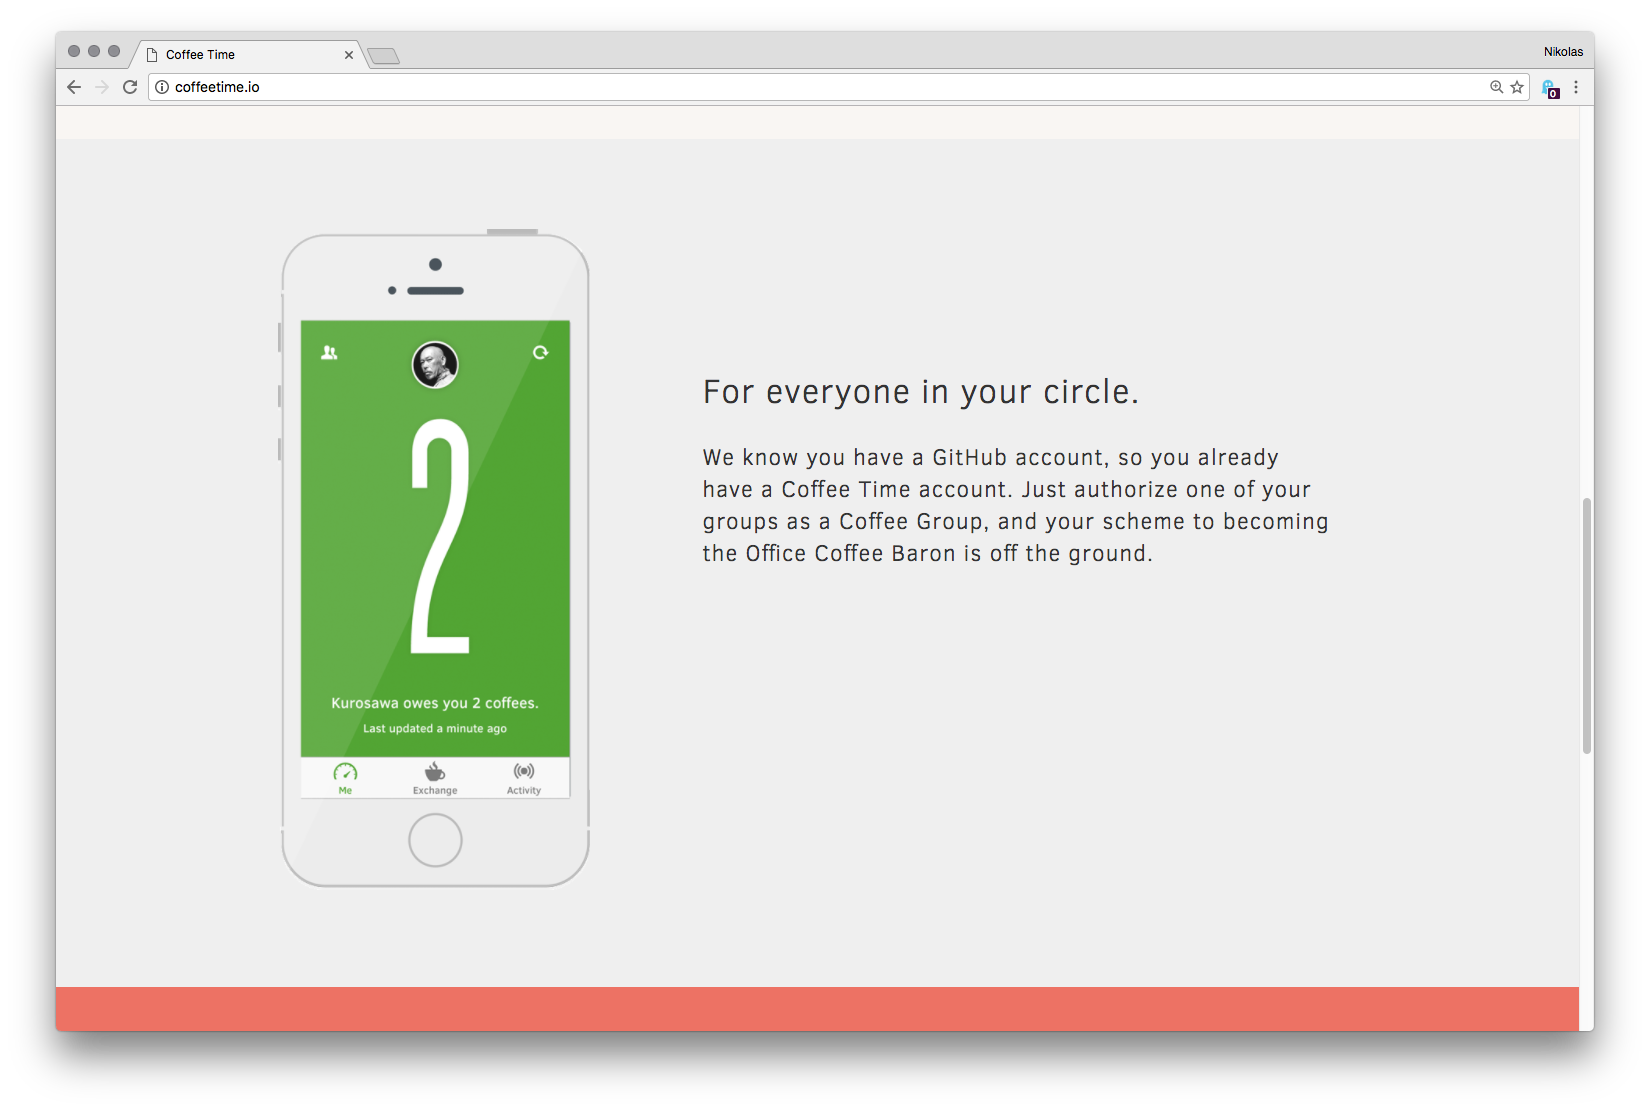 Coffee Time
Nikolas
coffeetime.io
0
2
Kurosawa owes you 2 coffees.
Last updated a minute ago
Me
Exchange
Activity
For everyone in your circle.
We know you have a GitHub account, so you already
have a Coffee Time account. Just authorize one of your
groups as a Coffee Group, and your scheme to becoming
the Office Coffee Baron is off the ground.